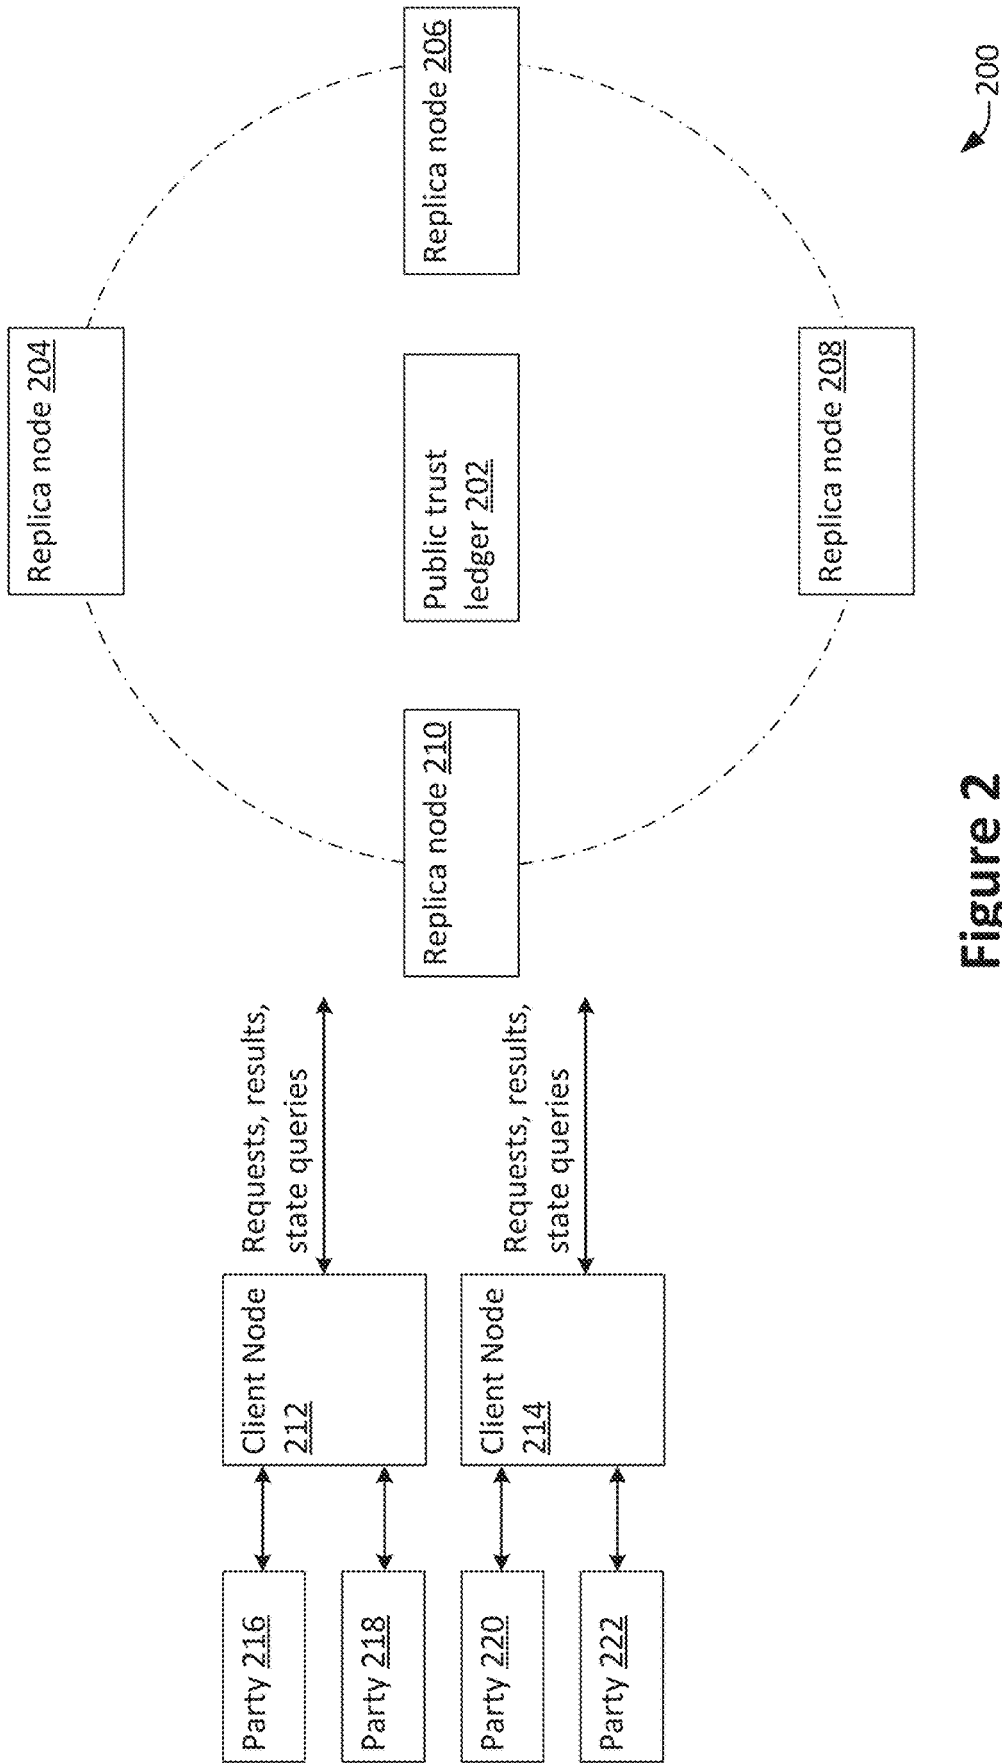 Party 216
Party 218
Party 220
Party 222
Client Node
212
Client Node
214
Requests, results,
state queries
Requests, results,
state queries
Replica node 204
Replica node 210
Public trust
ledger 202
Replica node 206
Replica node 208
200
Figure 2